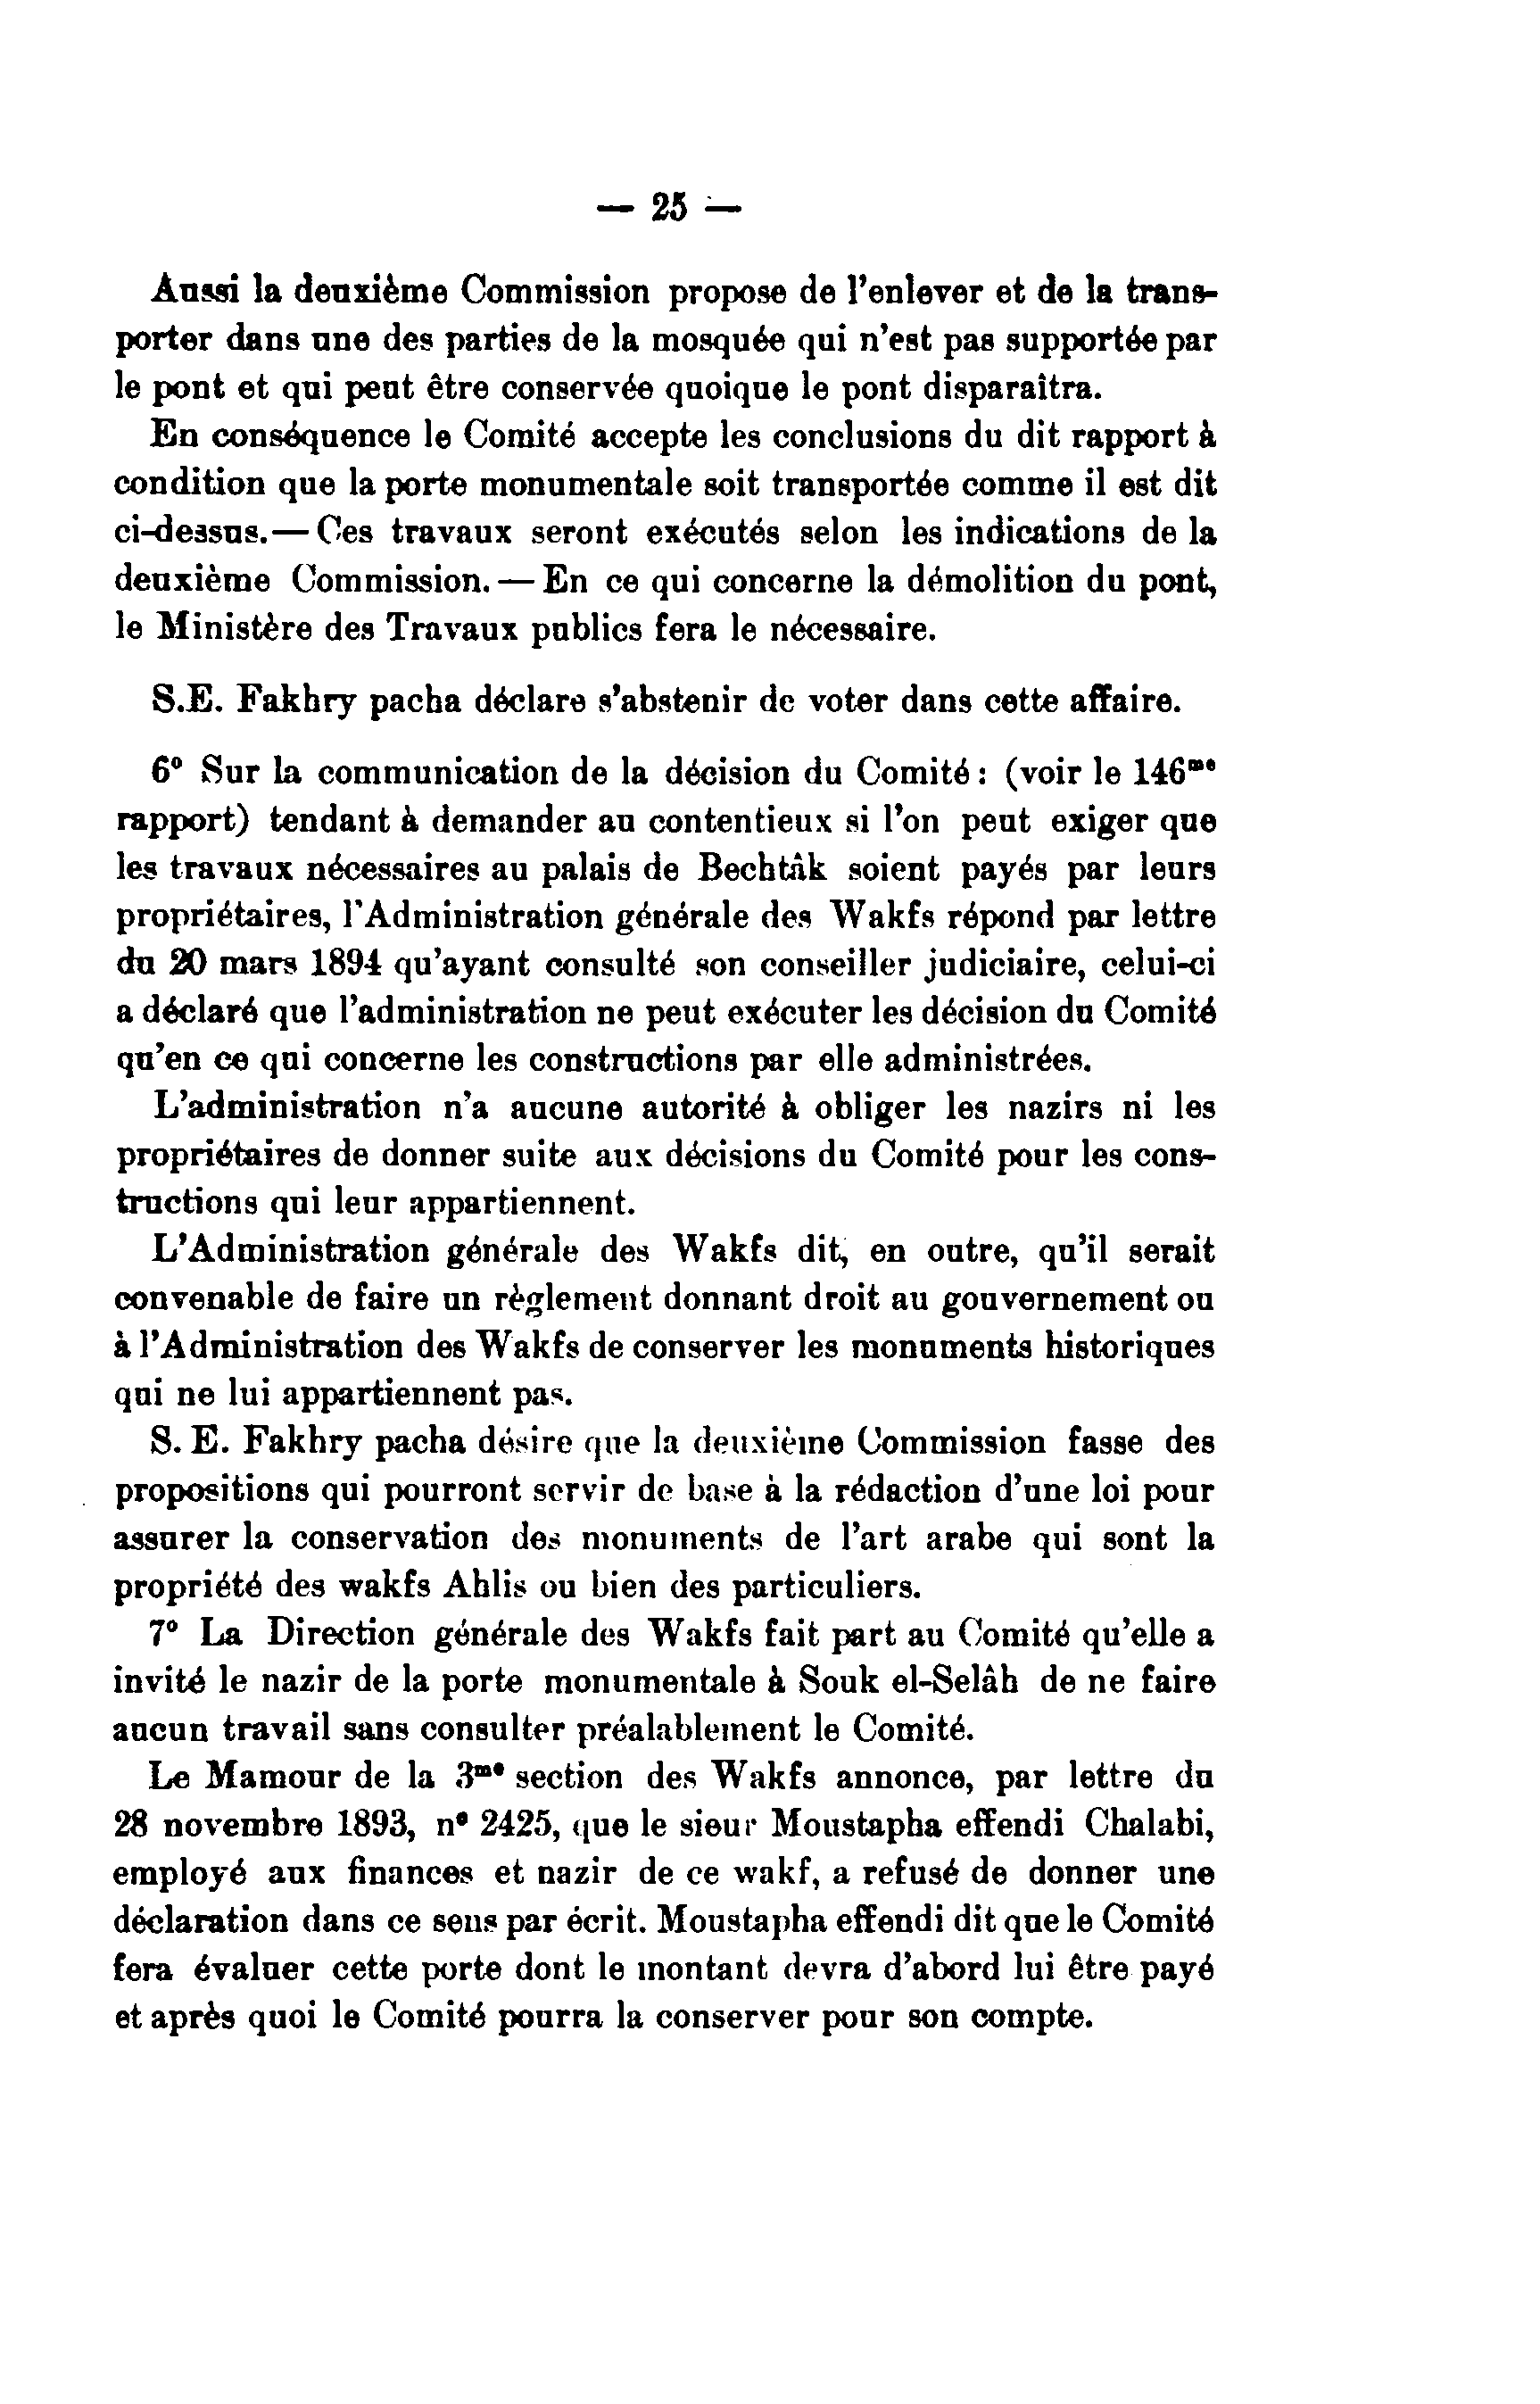 — 25 —
Aussi la deuxième Commission propose de l'enlever et de la trans-
porter dans une des parties de la mosquée qui n'est pas supportée par
le pont et qui peut être conservée quoique le pont disparaîtra.
En conséquence le Comité accepte les conclusions du dit rapport à
condition que la porte monumentale soit transportée comme il est dit
ci-dessus. — Ces travaux seront exécutés selon les indications de la
deuxième Commission. — En ce qui concerne la démolition du pont,
le Ministère des Travaux publics fera le nécessaire.
S.E. Fakhry pacha déclare s'abstenir de voter dans cette affaire.
6° Sur la communication de la décision du Comité : (voir le 146me
rapport) tendant à demander au contentieux si l'on peut exiger que
les travaux nécessaires au palais de Bechtâk soient payés par leurs
propriétaires, l'Administration générale des Wakfs répond par lettre
du 20 mars 1894 qu'ayant consulté son conseiller judiciaire, celui-ci
a déclaré que l'administration ne peut exécuter les décision du Comité
qu'en ce qui concerne les constructions par elle administrées.
L'administration n'a aucune autorité à obliger les nazirs ni les
propriétaires de donner suite aux décisions du Comité pour les cons-
tructions qui leur appartiennent.
L'Administration générale des Wakfs dit, en outre, qu'il serait
convenable de faire un règlement donnant droit au gouvernement ou
à l'Administration des Wakfs de conserver les monuments historiques
qui ne lui appartiennent pas.
S. E. Fakhry pacha désire que la deuxième Commission fasse des
propositions qui pourront servir de base à la rédaction d'une loi pour
assurer la conservation des monuments de l'art arabe qui sont la
propriété des wakfs Ahlis ou bien des particuliers.
7° La Direction générale des Wakfs fait part au Comité qu'elle a
invité le nazir de la porte monumentale à Souk el-Selâh de ne faire
aucun travail sans consulter préalablement le Comité.
Le Mamour de la 3me section des Wakfs annonce, par lettre du
28 novembre 1893, n° 2425, que le sieur Moustapha effendi Chalabi,
employé aux finances et nazir de ce wakf, a refusé de donner une
déclaration dans ce sens par écrit. Moustapha effendi dit que le Comité
fera évaluer cette porte dont le montant devra d'abord lui être payé
et après quoi le Comité pourra la conserver pour son compte.